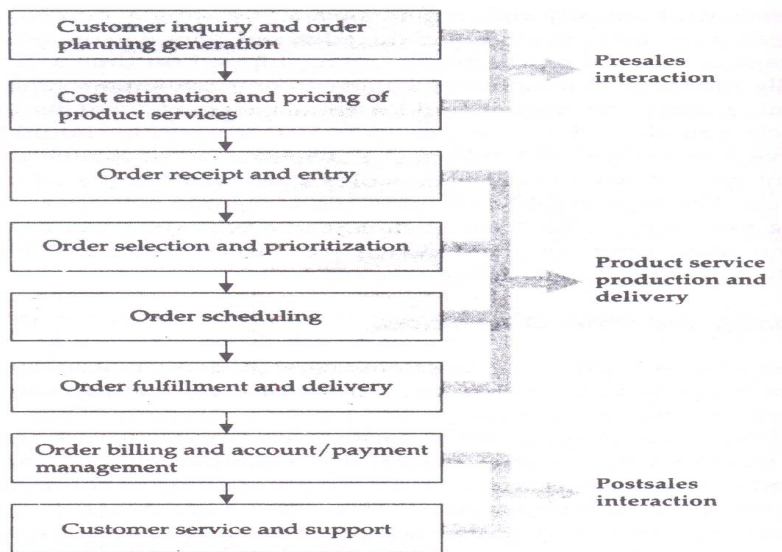 Customer inquiry and order
planning generation
Presales
interaction
Cost estimation and pricing of
product services
Order receipt and entry
Order selection and prioritization
Product service
production and
delivery
Order scheduling
Order fulfillment and delivery
Order billing and account/payment
management
Postsales
interaction
Customer service and support